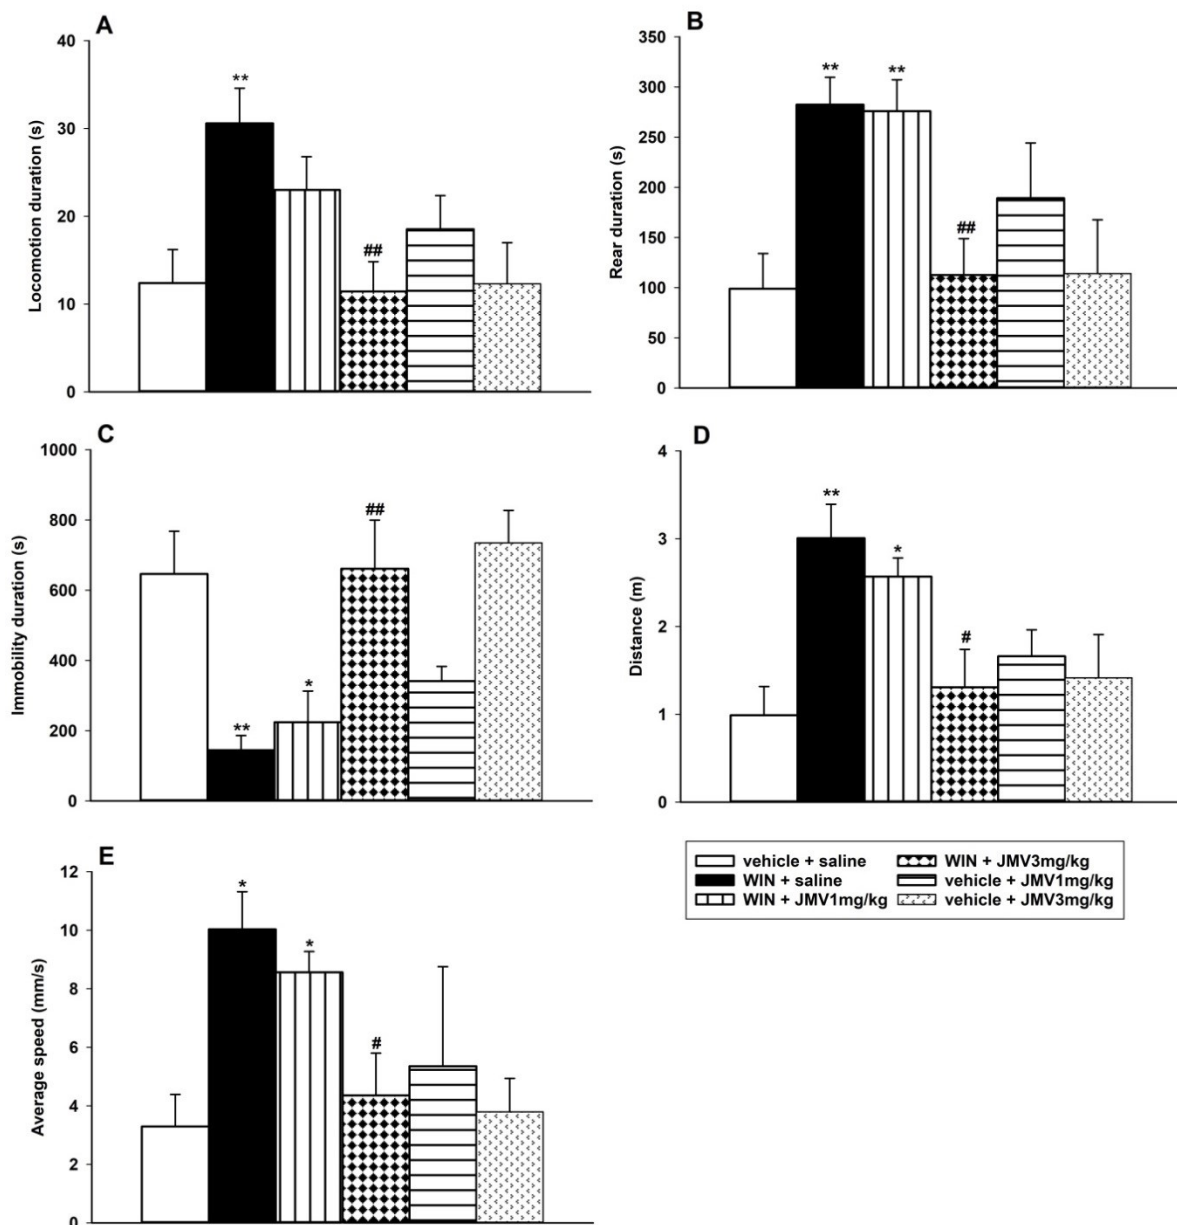 A
Locomotion duration (s)
40
30
20
10
0
**
##
B
Rear duration (s)
350
300
250
200
150
100
50
0
**
**
##
C
Immobility duration (s)
1000
800
600
400
200
0
**
*
##
D
Distance (m)
4
3
2
1
0
**
*
#
E
Average speed (mm/s)
12
10
8
6
4
2
0
*
*
#
vehicle + saline
WIN + saline
WIN + JMV1mg/kg
WIN + JMV3mg/kg
vehicle + JMV1mg/kg
vehicle + JMV3mg/kg